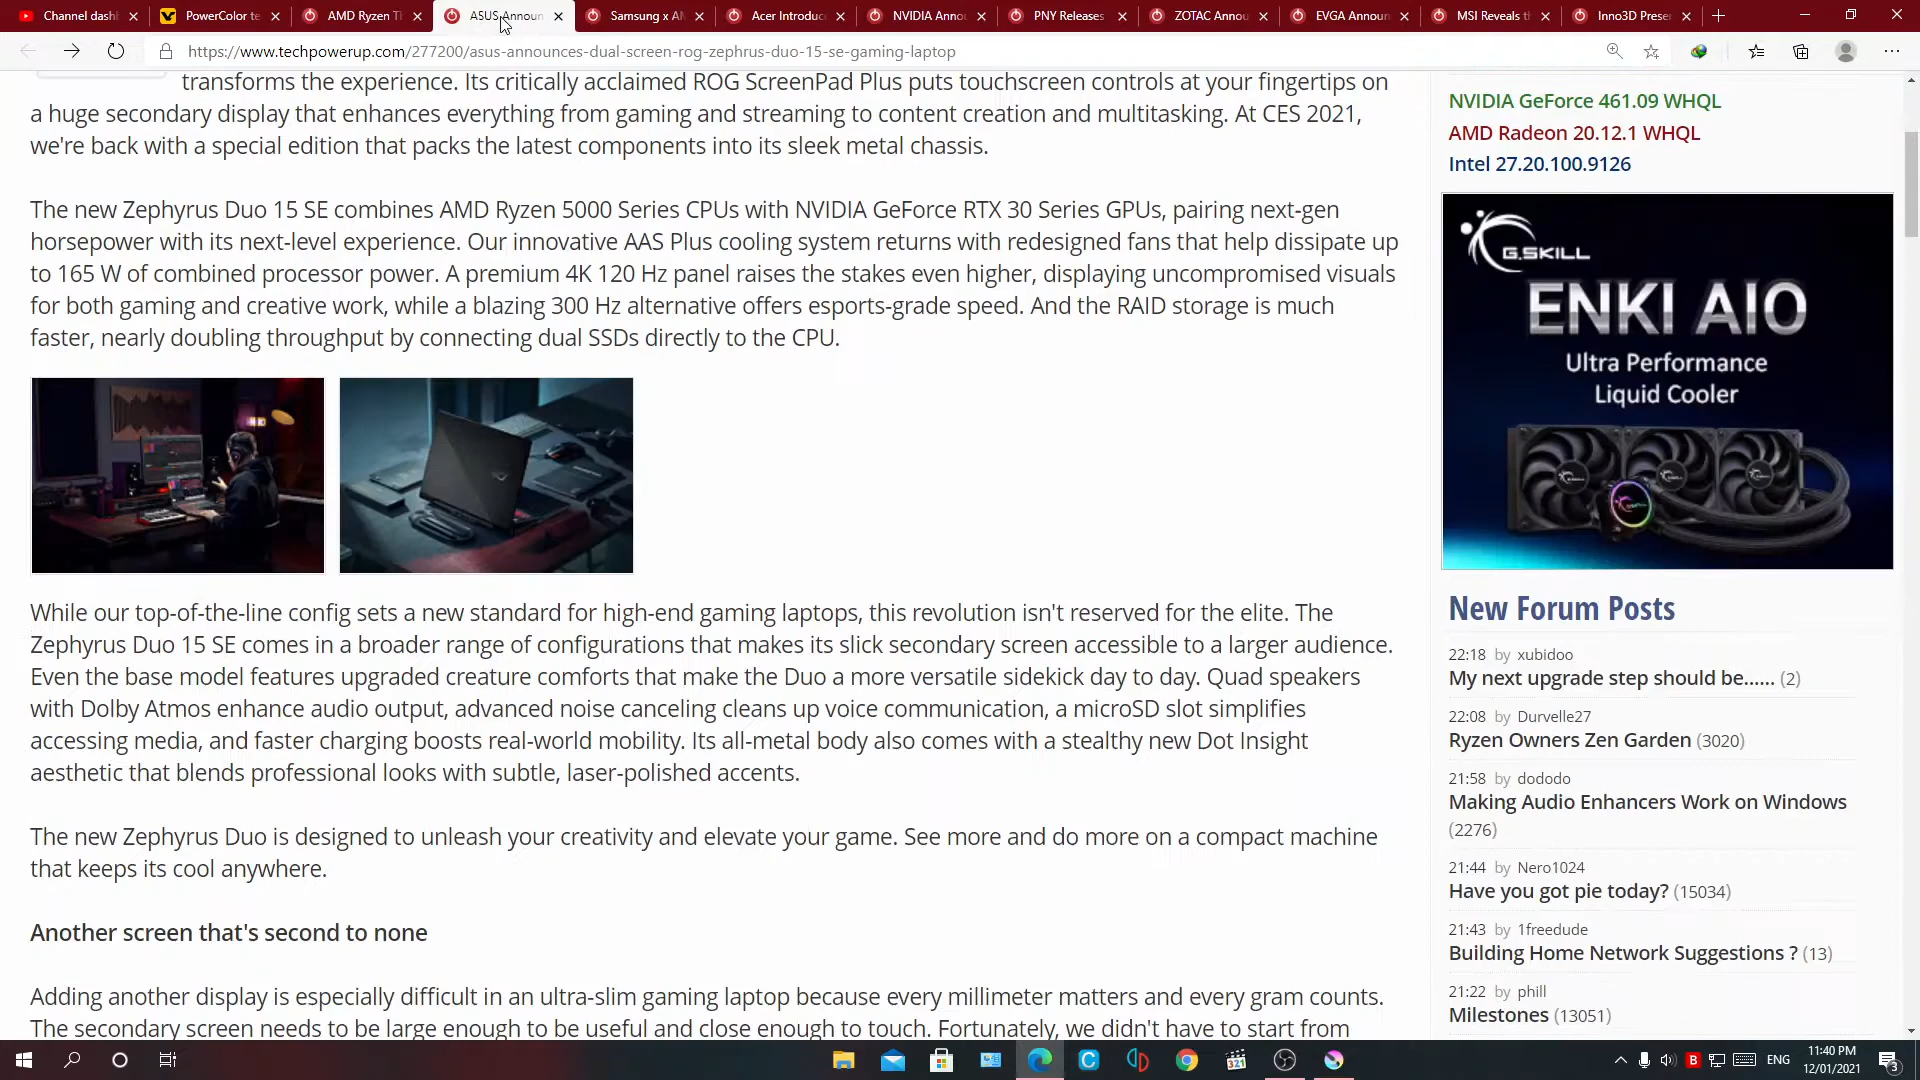 Channel dash
PowerColor te
AMD Ryzen Th
ASUS Announ
Samsung x AM
Acer Introduc
NVIDIA Annou
PNY Releases
ZOTAC Annou
EVGA Announ
MSI Reveals th
Inno3D Prese
https://www.techpowerup.com/277200/asus-announces-dual-screen-rog-zephrus-duo-15-se-gaming-laptop
transforms the experience. Its critically acclaimed ROG ScreenPad Plus puts touchscreen controls at your fingertips on
a huge secondary display that enhances everything from gaming and streaming to content creation and multitasking. At CES 2021,
we're back with a special edition that packs the latest components into its sleek metal chassis.
The new Zephyrus Duo 15 SE combines AMD Ryzen 5000 Series CPUs with NVIDIA GeForce RTX 30 Series GPUs, pairing next-gen
horsepower with its next-level experience. Our innovative AAS Plus cooling system returns with redesigned fans that help dissipate up
to 165 W of combined processor power. A premium 4K 120 Hz panel raises the stakes even higher, displaying uncompromised visuals
for both gaming and creative work, while a blazing 300 Hz alternative offers esports-grade speed. And the RAID storage is much
faster, nearly doubling throughput by connecting dual SSDs directly to the CPU.
While our top-of-the-line config sets a new standard for high-end gaming laptops, this revolution isn't reserved for the elite. The
Zephyrus Duo 15 SE comes in a broader range of configurations that makes its slick secondary screen accessible to a larger audience.
Even the base model features upgraded creature comforts that make the Duo a more versatile sidekick day to day. Quad speakers
with Dolby Atmos enhance audio output, advanced noise canceling cleans up voice communication, a microSD slot simplifies
accessing media, and faster charging boosts real-world mobility. Its all-metal body also comes with a stealthy new Dot Insight
aesthetic that blends professional looks with subtle, laser-polished accents.
The new Zephyrus Duo is designed to unleash your creativity and elevate your game. See more and do more on a compact machine
that keeps its cool anywhere.
Another screen that's second to none
Adding another display is especially difficult in an ultra-slim gaming laptop because every millimeter matters and every gram counts.
The secondary screen needs to be large enough to be useful and close enough to touch. Fortunately, we didn't have to start from
NVIDIA GeForce 461.09 WHQL
AMD Radeon 20.12.1 WHQL
Intel 27.20.100.9126
G.SKILL
ENKI AIO
Ultra Performance
Liquid Cooler
New Forum Posts
22:18 by xubidoo
My next upgrade step should be...... (2)
22:08 by Durvelle27
Ryzen Owners Zen Garden (3020)
21:58 by dododo
Making Audio Enhancers Work on Windows
(2276)
21:44 by Nero1024
Have you got pie today? (15034)
21:43 by 1freedude
Building Home Network Suggestions ? (13)
21:22 by phill
Milestones (13051)
321
ENG
11:40 PM
12/01/2021
3